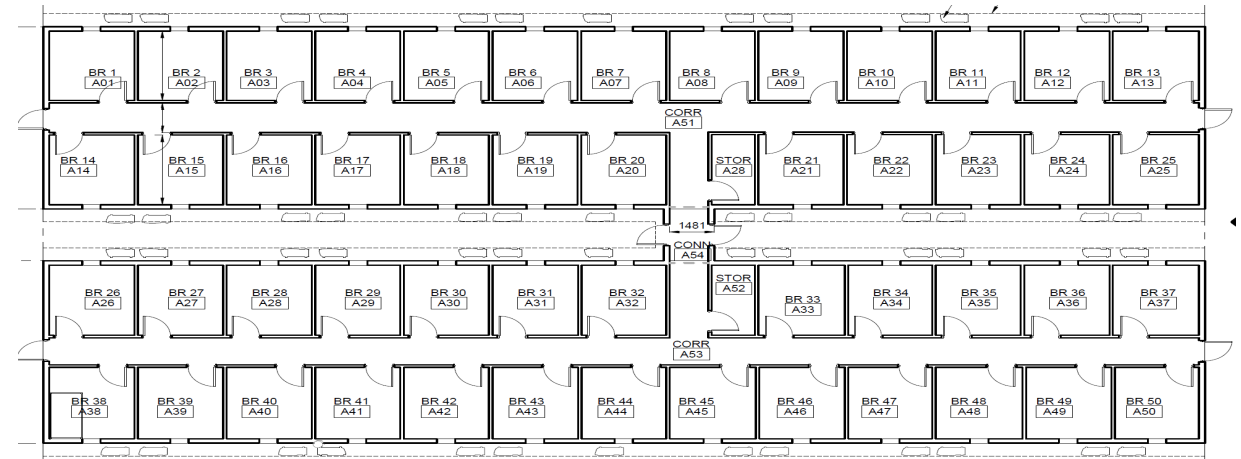 BR 1 BR 2 BR 3 BR 4 BR 5 BR 6 BR 7 BR 8 BR 9 BR 10 BR 11 BR 12 BR 13
A01 A02 A03 A04 A05 A06 A07 A08 A09 A10 A11 A12 A13
CORR
A51
BR 14 BR 15 BR 16 BR 17 BR 18 BR 19 BR 20 STOR BR 21 BR 22 BR 23 BR 24 BR 25
A14 A15 A16 A17 A18 A19 A20 A28 A21 A22 A23 A24 A25
1481
CONN
A54
BR 26 BR 27 BR 28 BR 29 BR 30 BR 31 BR 32 STOR BR 33 BR 34 BR 35 BR 36 BR 37
A26 A27 A28 A29 A30 A31 A32 A52 A33 A34 A35 A36 A37
CORR
A53
BR 38 BR 39 BR 40 BR 41 BR 42 BR 43 BR 44 BR 45 BR 46 BR 47 BR 48 BR 49 BR 50
A38 A39 A40 A41 A42 A43 A44 A45 A46 A47 A48 A49 A50